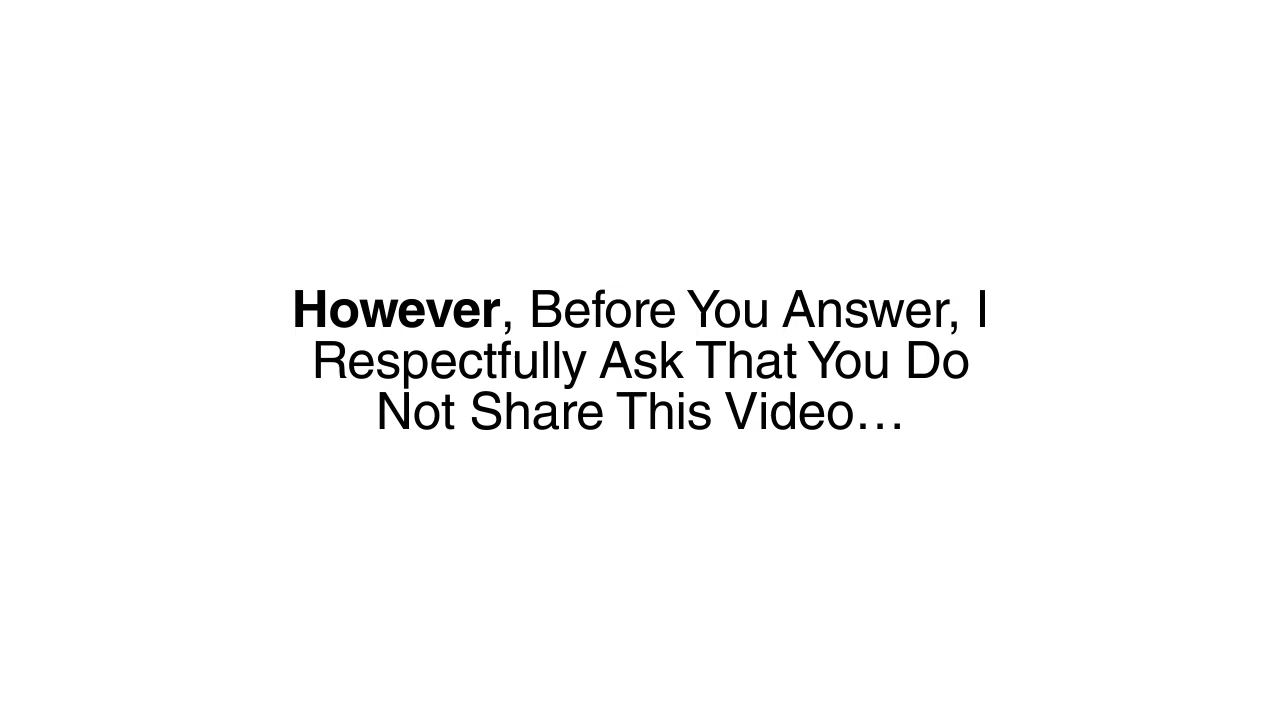 However, Before You Answer, I
Respectfully Ask That You Do
Not Share This Video…